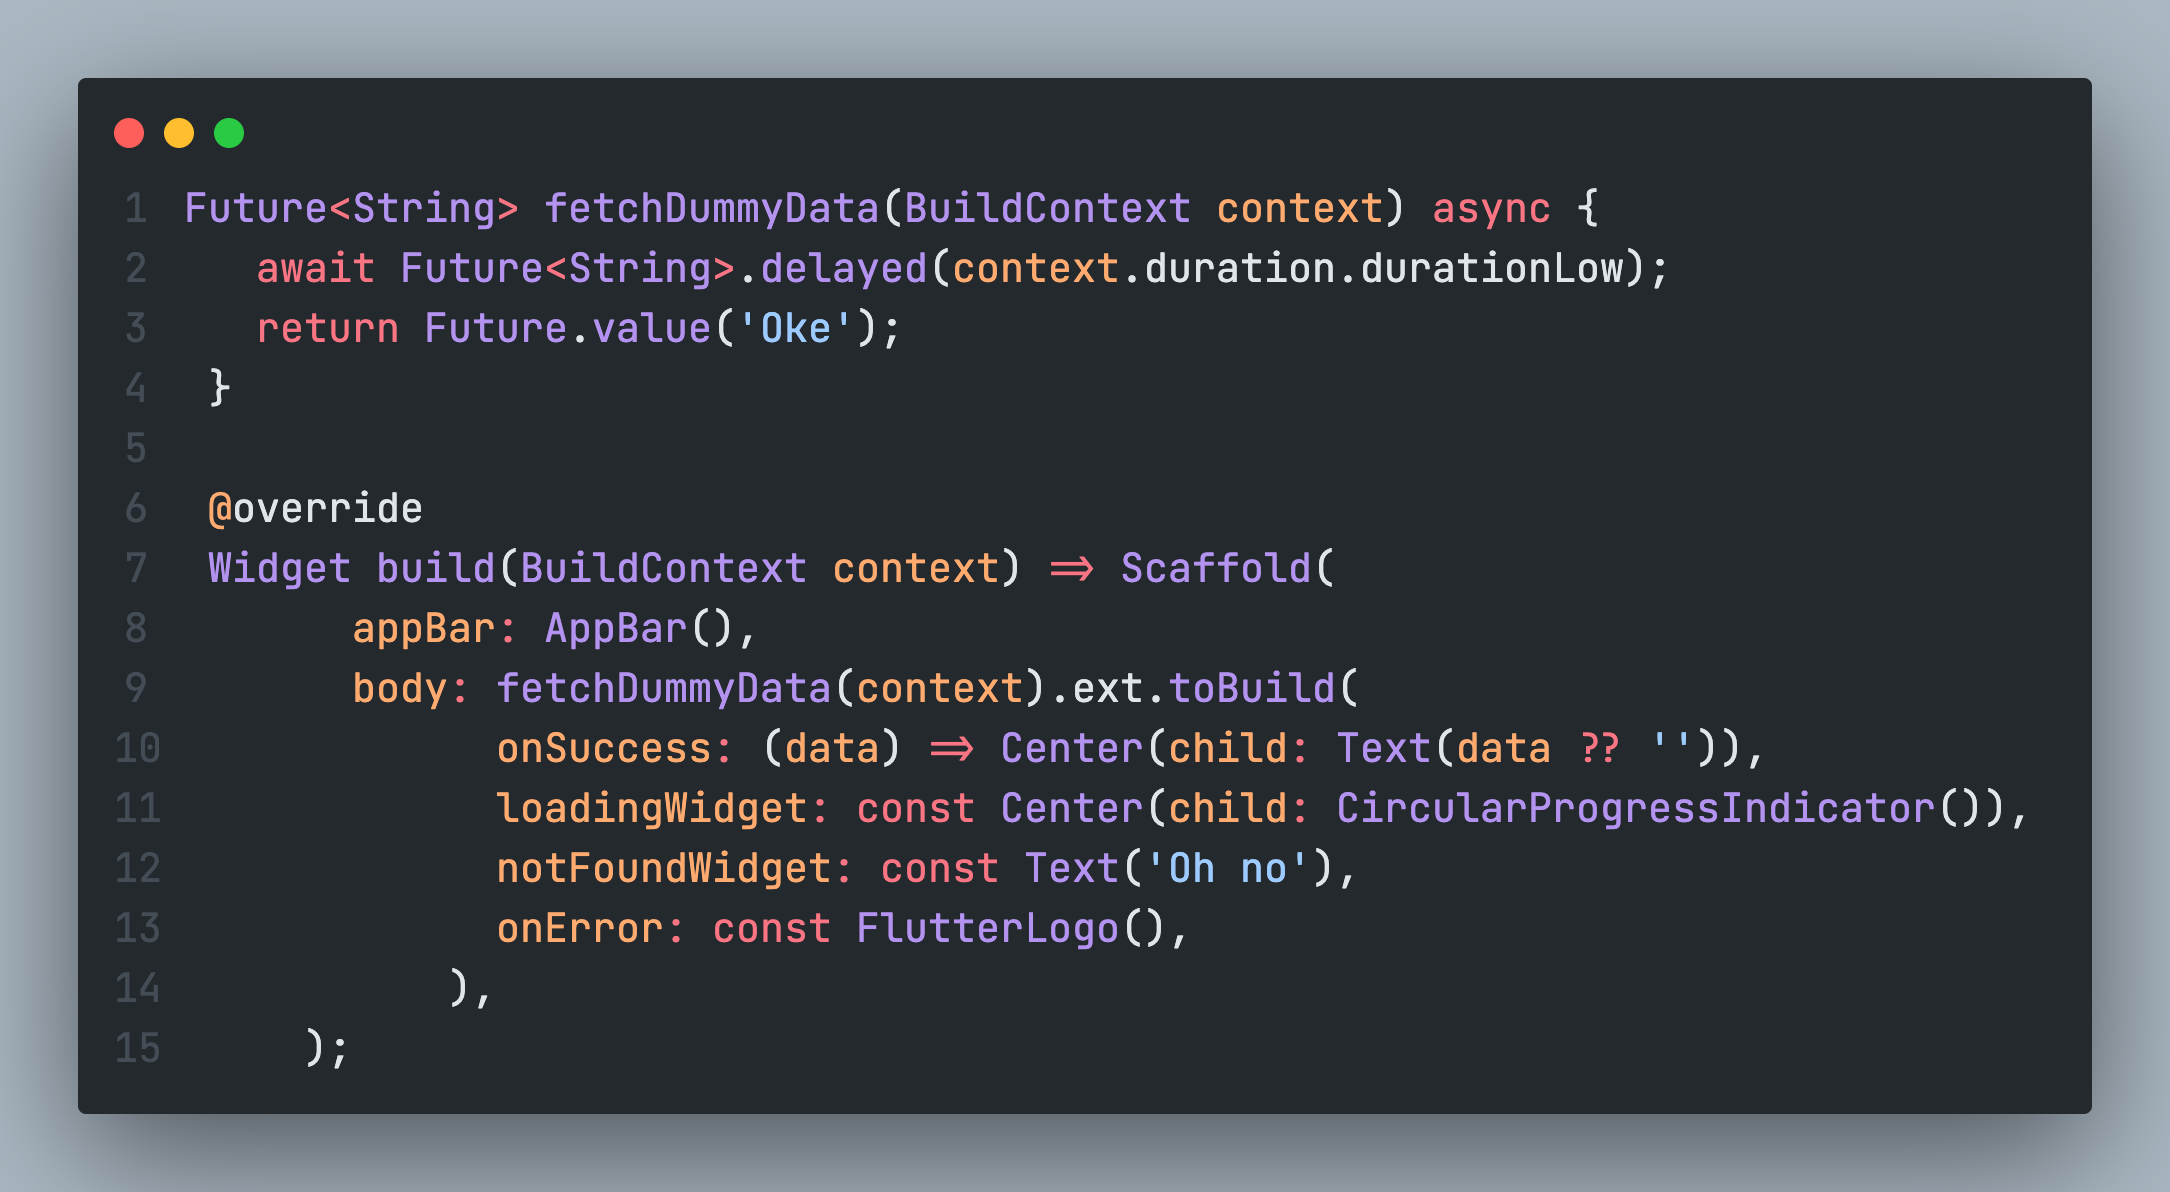 1 Future<String> fetchDummyData(BuildContext context) async {
2 await Future<String>.delayed(context.duration.durationLow);
3 return Future.value('Oke');
4 }
5
6 @override
7 Widget build(BuildContext context) => Scaffold(
8 appBar: AppBar(),
9 body: fetchDummyData(context).ext.toBuild(
10 onSuccess: (data) => Center(child: Text(data ?? '')),
11 loadingWidget: const Center(child: CircularProgressIndicator()),
12 notFoundWidget: const Text('Oh no'),
13 onError: const FlutterLogo(),
14 ),
15 );